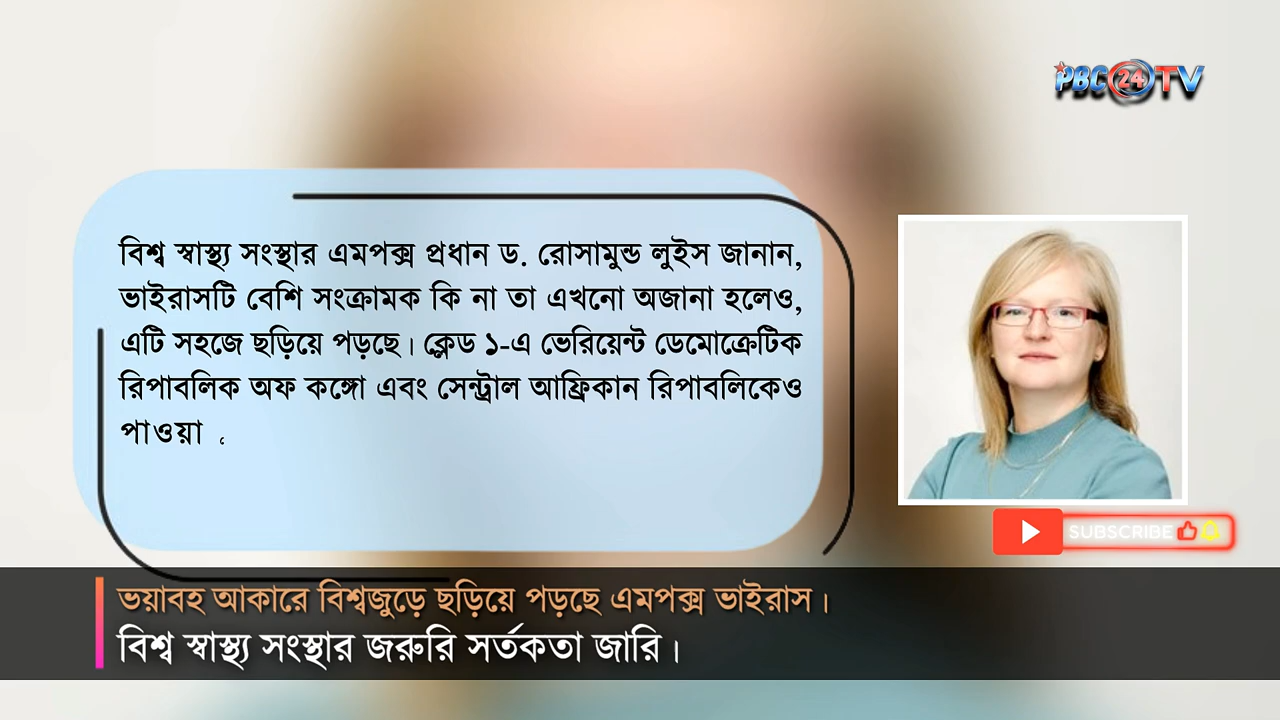 PBC 24 TV
বিশ্ব স্বাস্থ্য সংস্থার এমপক্স প্রধান ড. রোসামুন্ড লুইস জানান,
ভাইরাসটি বেশি সংক্রামক কি না তা এখনো অজানা হলেও,
এটি সহজে ছড়িয়ে পড়ছে। ক্লেড ১-এ ভেরিয়েন্ট ডেমোক্রেটিক
রিপাবলিক অফ কঙ্গো এবং সেন্ট্রাল আফ্রিকান রিপাবলিকেও
পাওয়া
SUBSCRIBE
ভয়াবহ আকারে বিশ্বজুড়ে ছড়িয়ে পড়ছে এমপক্স ভাইরাস।
বিশ্ব স্বাস্থ্য সংস্থার জরুরি সর্তকতা জারি।